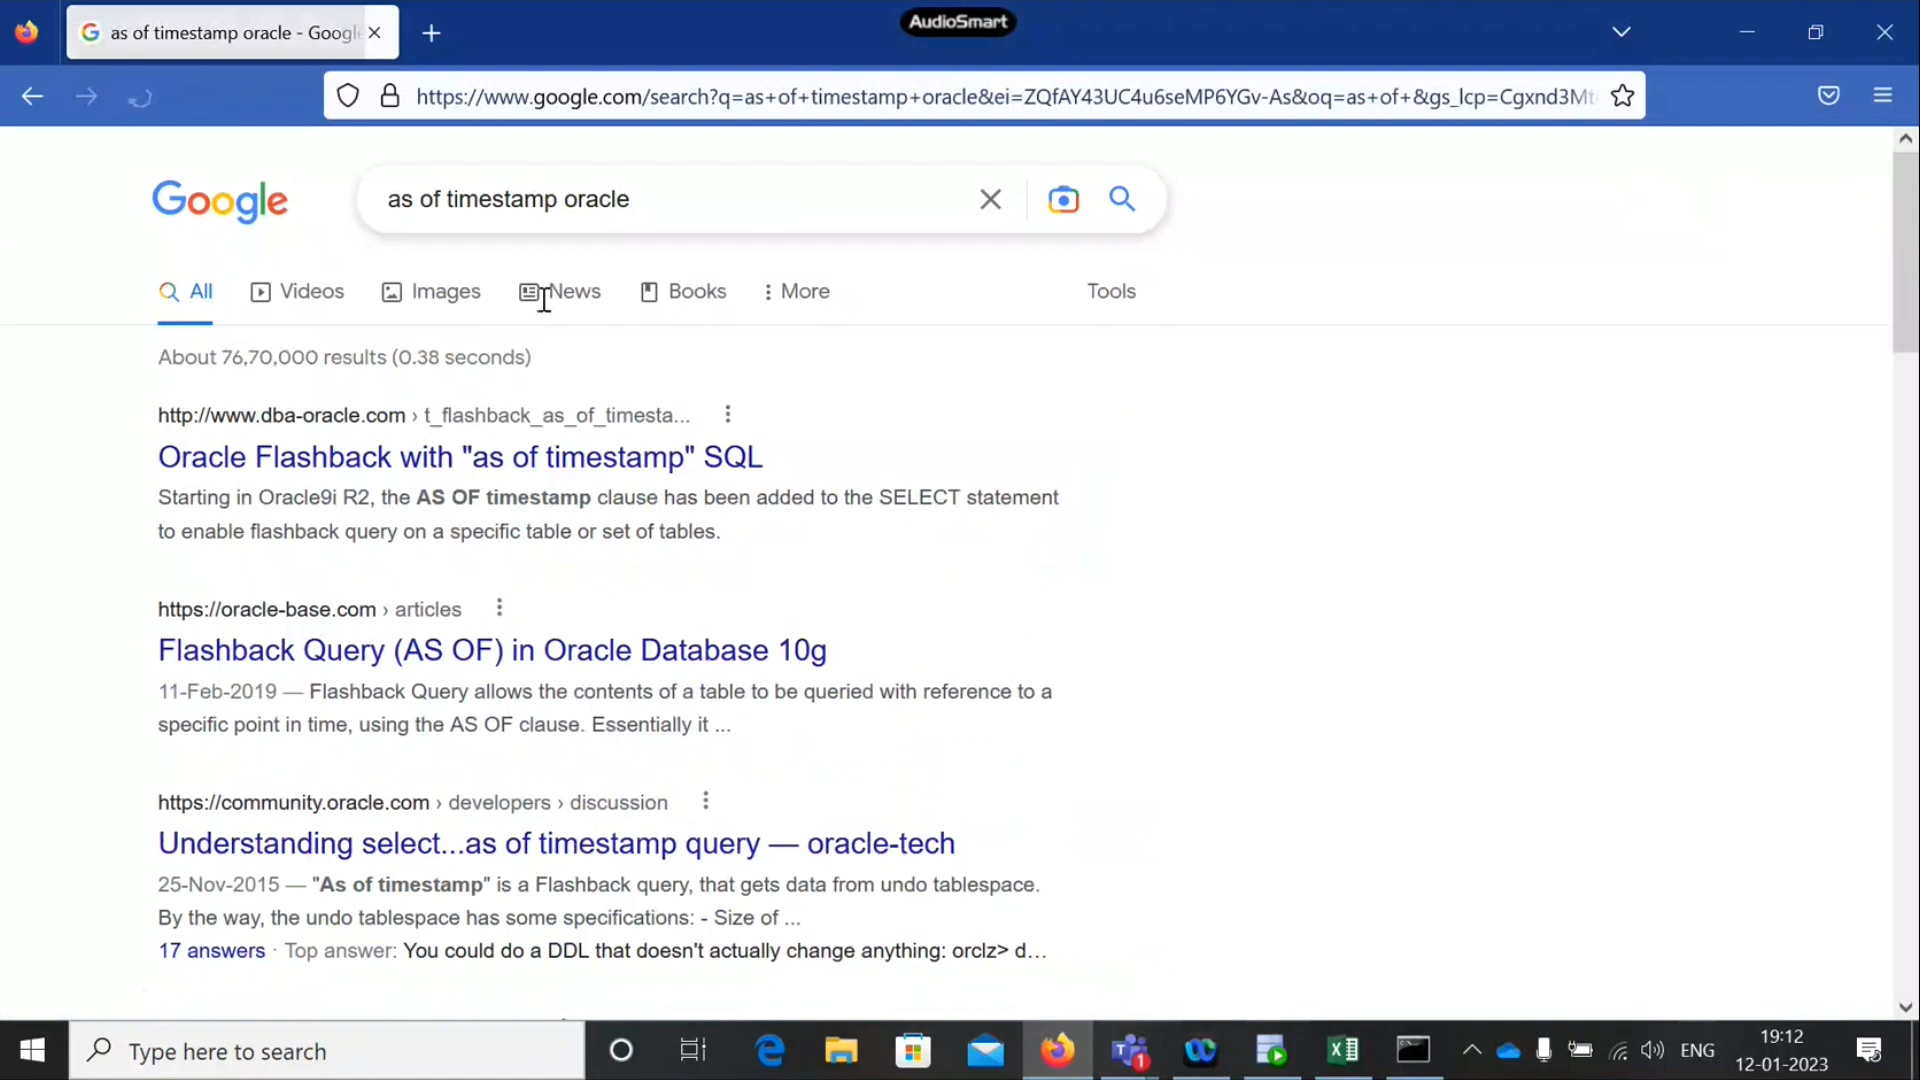 as of timestamp oracle - Googl
AudioSmart
https://www.google.com/search?q=as+of+timestamp+oracle&ei=ZQfAY43UC4u6seMP6YGv-As&oq=as+of+&gs_lcp=Cgxnd3Mt
Google
as of timestamp oracle
All
Videos
Images
News
Books
More
Tools
About 76,70,000 results (0.38 seconds)
http://www.dba-oracle.com › t_flashback_as_of_timesta...
Oracle Flashback with "as of timestamp" SQL
Starting in Oracle9i R2, the AS OF timestamp clause has been added to the SELECT statement
to enable flashback query on a specific table or set of tables.
https://oracle-base.com › articles
Flashback Query (AS OF) in Oracle Database 10g
11-Feb-2019 — Flashback Query allows the contents of a table to be queried with reference to a
specific point in time, using the AS OF clause. Essentially it ...
https://community.oracle.com › developers › discussion
Understanding select...as of timestamp query — oracle-tech
25-Nov-2015 — "As of timestamp" is a Flashback query, that gets data from undo tablespace.
By the way, the undo tablespace has some specifications: - Size of ...
17 answers · Top answer: You could do a DDL that doesn't actually change anything: orclz> d...
Type here to search
1
ENG
19:12
12-01-2023